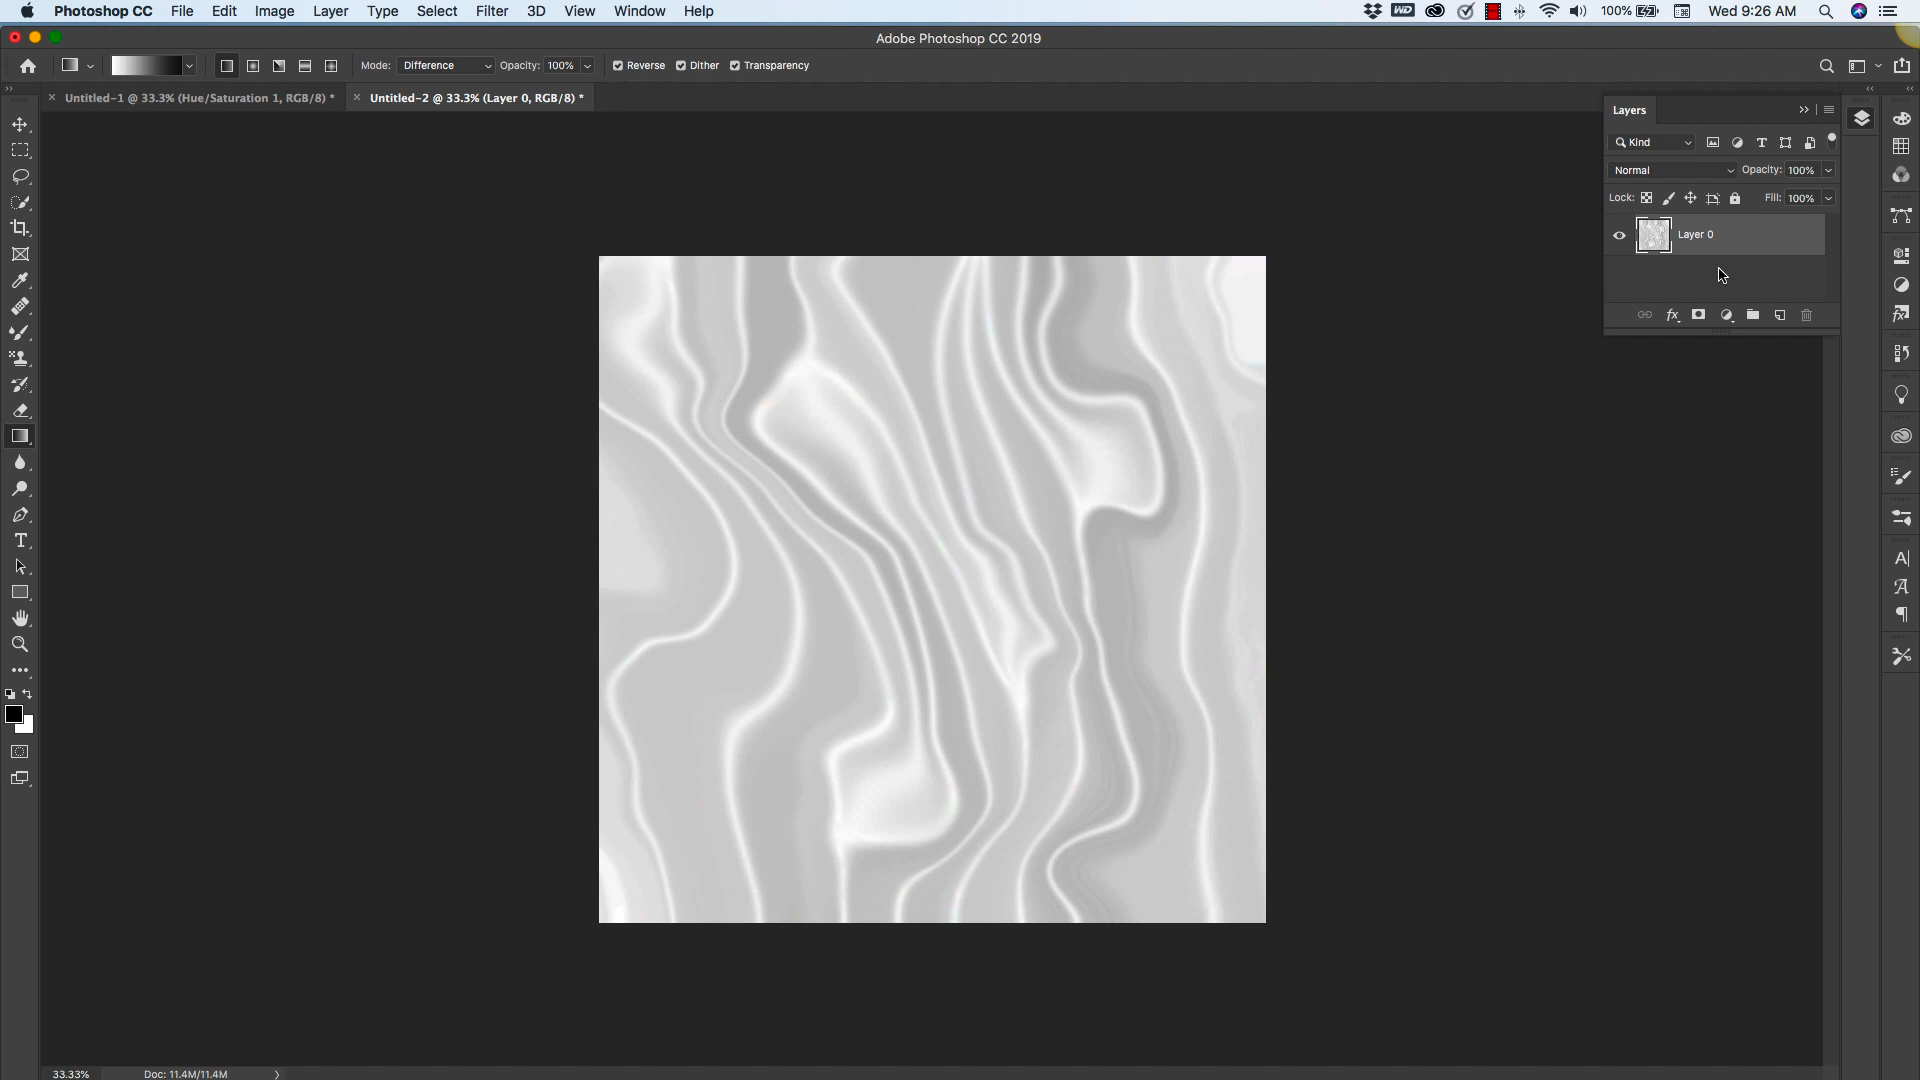 Photoshop CC File Edit Image Layer Type Select Filter 3D View Window Help WD 100% Wed 9:26 AM
Adobe Photoshop CC 2019
Mode: Difference Opacity: 100% Reverse Dither Transparency
Untitled-1 @ 33.3% (Hue/Saturation 1, RGB/8) * Untitled-2 @ 33.3% (Layer 0, RGB/8) *
Layers
Kind
Normal Opacity: 100%
Lock: Fill: 100%
Layer 0
33.33% Doc: 11.4M/11.4M